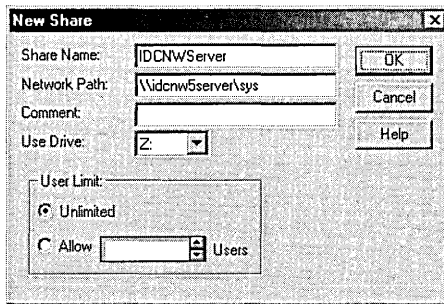 New Share
Share Name: IDCNWServer OK
Network Path: \\idcnw5server\sys
Cancel
Comment:
Help
Use Drive: Z:
User Limit:
Unlimited
Allow Users